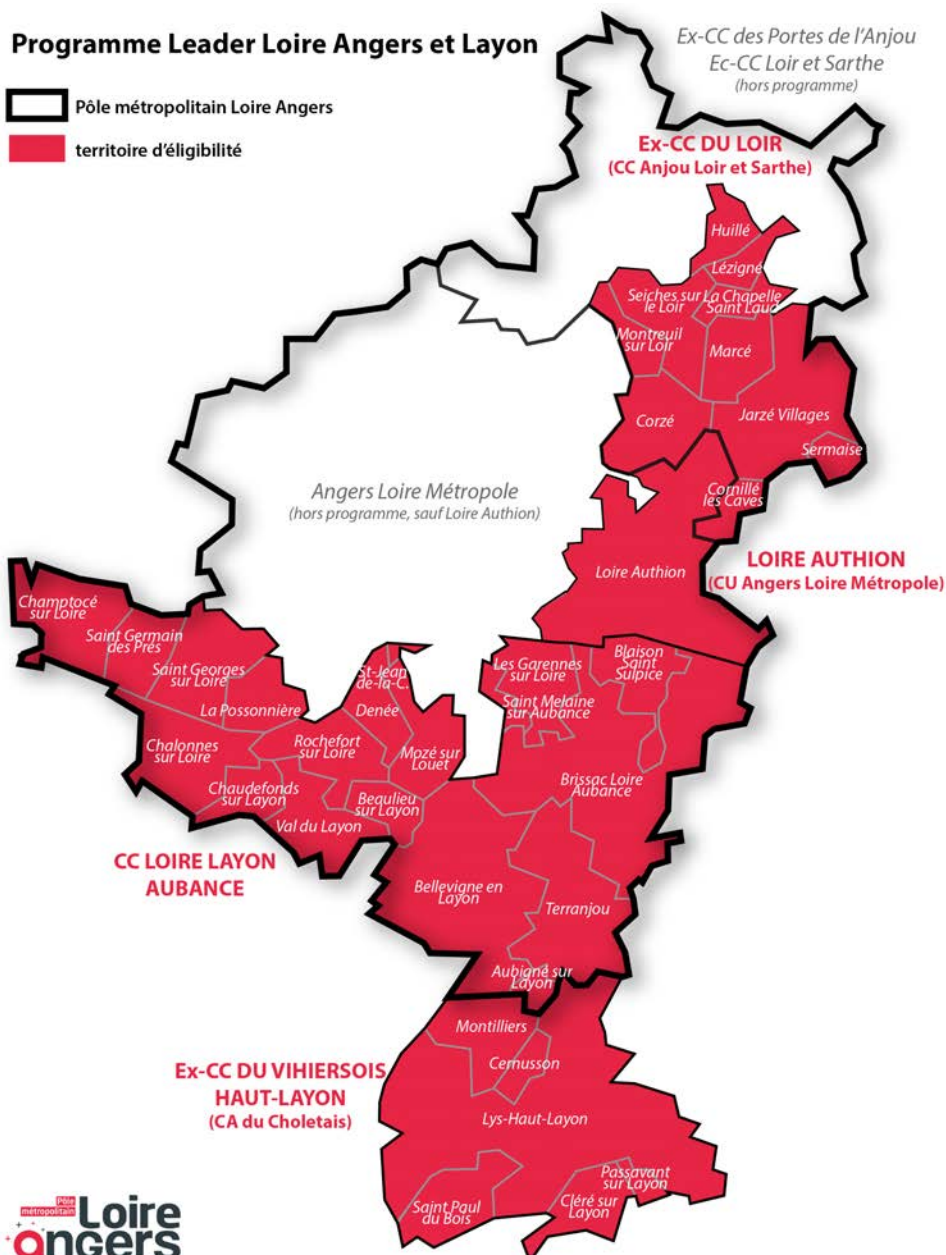 Programme Leader Loire Angers et Layon
Pôle métropolitain Loire Angers
territoire d'éligibilité
Ex-CC des Portes de l'Anjou
Ec-CC Loir et Sarthe
(hors programme)
Ex-CC DU LOIR
(CC Anjou Loir et Sarthe)
Huillé
Lézigné
Seiches sur
le Loir
La Chapelle
Saint Laud
Montreuil
sur Loir
Marcé
Corzé
Jarzé Villages
Sermaise
Cornillé
les Caves
Angers Loire Métropole
(hors programme, sauf Loire Authion)
Loire Authion
LOIRE AUTHION
(CU Angers Loire Métropole)
Champtocé
sur Loire
Saint Germain
des Prés
Saint Georges
sur Loire
La Possonnière
St-Jean
de-la-C.
Denée
Les Garennes
sur Loire
Blaison
Saint
Sulpice
Saint Melaine
sur Aubance
Chalonnes
sur Loire
Rochefort
sur Loire
Mozé sur
Louet
Chaudefonds
sur Layon
Bequlieu
sur Layon
Val du Layon
Brissac Loire
Aubance
CC LOIRE LAYON
AUBANCE
Bellevigne en
Layon
Terranjou
Aubigné sur
Layon
Montilliers
Cernusson
Ex-CC DU VIHIERSOIS
HAUT-LAYON
(CA du Choletais)
Lys-Haut-Layon
Passavant
sur Layon
Cléré sur
Layon
Saint Paul
du Bois
Pôle
métropolitain
Loire
angers